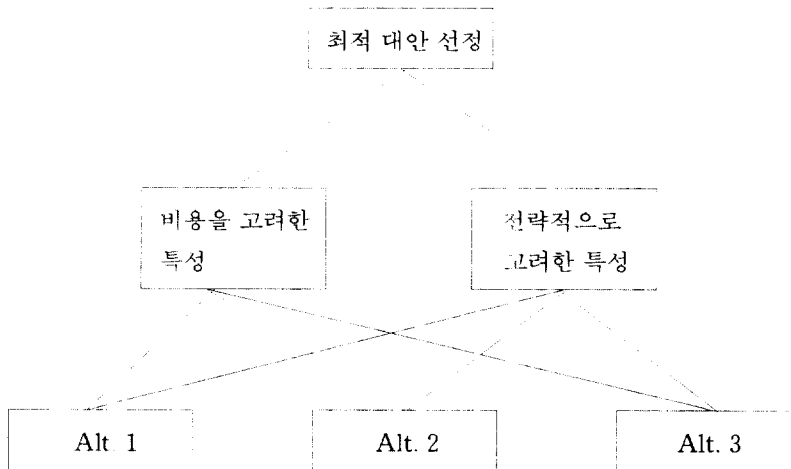 최적 대안 선정
비용을 고려한
특성
전략적으로
고려한 특성
Alt. 1
Alt. 2
Alt. 3